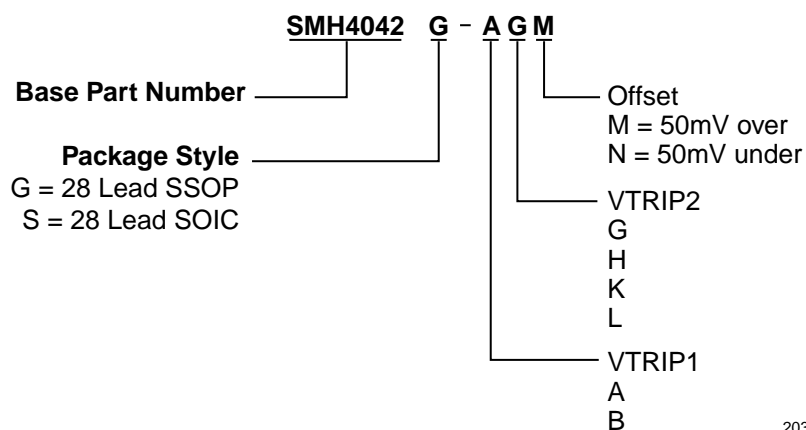 SMH4042 G - A G M
Base Part Number
Package Style
G = 28 Lead SSOP
S = 28 Lead SOIC
Offset
M = 50mV over
N = 50mV under
VTRIP2
G
H
K
L
VTRIP1
A
B
203